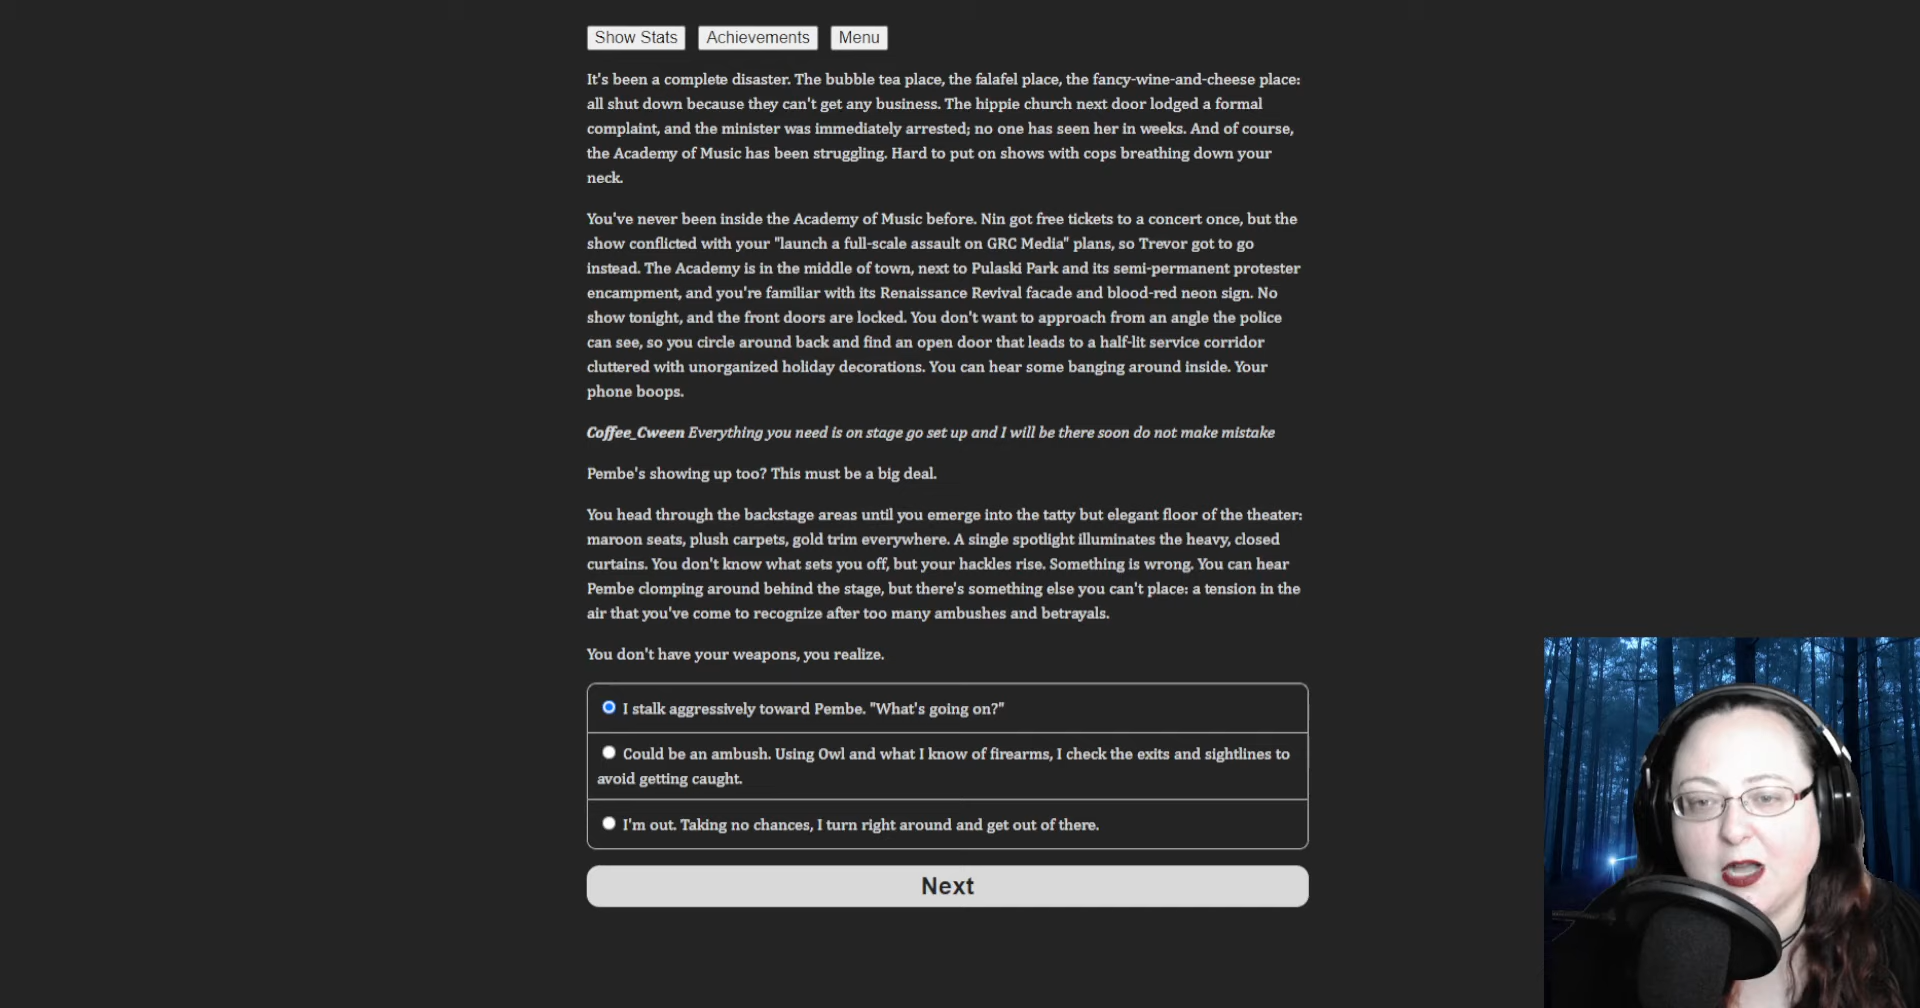 Show Stats Achievements Menu
It's been a complete disaster. The bubble tea place, the falafel place, the fancy-wine-and-cheese place:
all shut down because they can't get any business. The hippie church next door lodged a formal
complaint, and the minister was immediately arrested; no one has seen her in weeks. And of course,
the Academy of Music has been struggling. Hard to put on shows with cops breathing down your
neck.
You've never been inside the Academy of Music before. Nin got free tickets to a concert once, but the
show conflicted with your "launch a full-scale assault on GRC Media" plans, so Trevor got to go
instead. The Academy is in the middle of town, next to Pulaski Park and its semi-permanent protester
encampment, and you're familiar with its Renaissance Revival facade and blood-red neon sign. No
show tonight, and the front doors are locked. You don't want to approach from an angle the police
can see, so you circle around back and find an open door that leads to a half-lit service corridor
cluttered with unorganized holiday decorations. You can hear some banging around inside. Your
phone boops.
Coffee_Cween Everything you need is on stage go set up and I will be there soon do not make mistake
Pembe's showing up too? This must be a big deal.
You head through the backstage areas until you emerge into the tatty but elegant floor of the theater:
maroon seats, plush carpets, gold trim everywhere. A single spotlight illuminates the heavy, closed
curtains. You don't know what sets you off, but your hackles rise. Something is wrong. You can hear
Pembe clomping around behind the stage, but there's something else you can't place: a tension in the
air that you've come to recognize after too many ambushes and betrayals.
You don't have your weapons, you realize.
I stalk aggressively toward Pembe. "What's going on?"
Could be an ambush. Using Owl and what I know of firearms, I check the exits and sightlines to
avoid getting caught.
I'm out. Taking no chances, I turn right around and get out of there.
Next